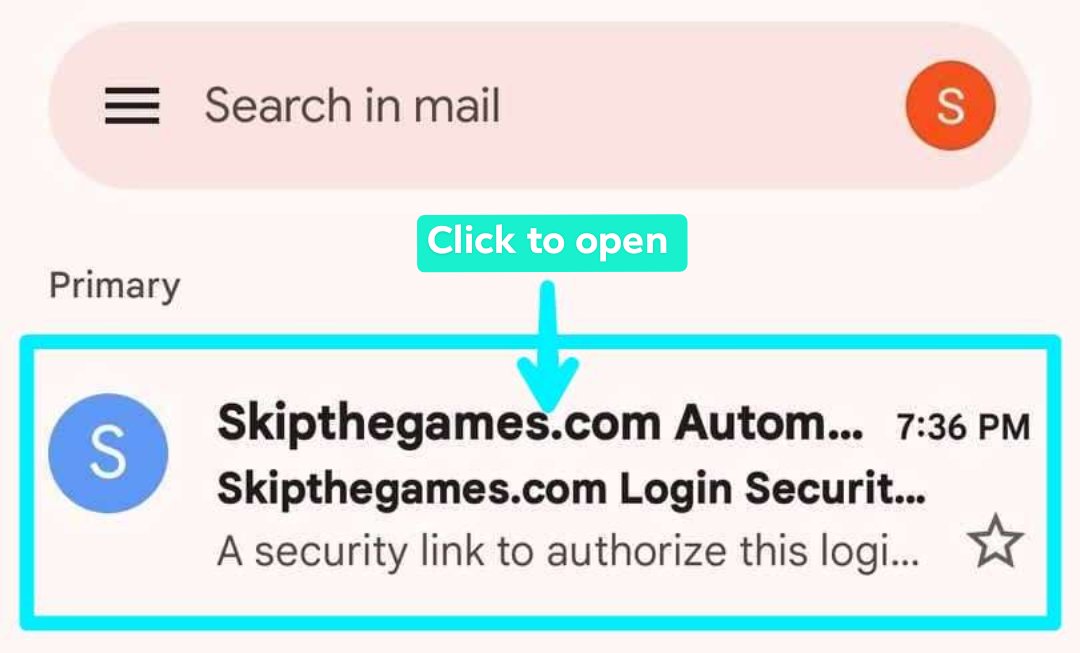 Search in mail
S
Click to open
Primary
S
Skipthegames.com Autom... 7:36 PM
Skipthegames.com Login Securit...
A security link to authorize this logi...